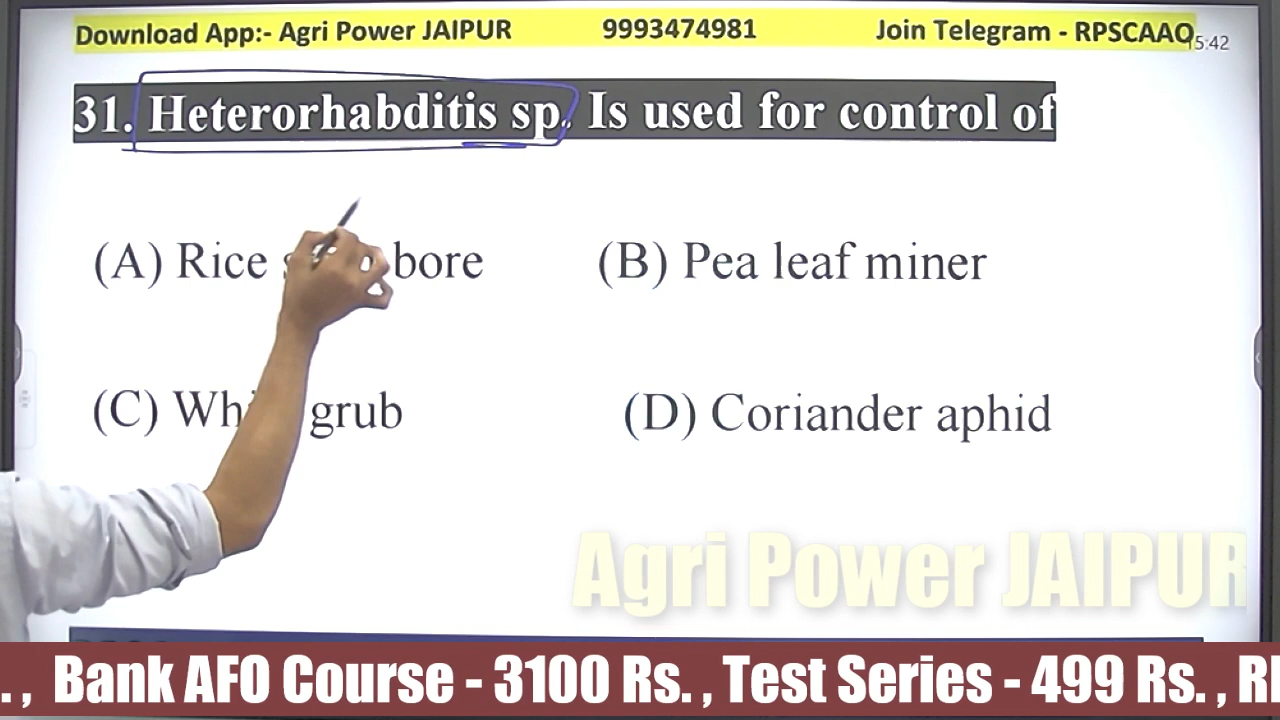 Download App:- Agri Power JAIPUR 9993474981 Join Telegram - RPSCAAO
5:42
31. Heterorhabditis sp. Is used for control of
(A) Rice bore (B) Pea leaf miner
(C) grub (D) Coriander aphid
Agri Power JAIPUR
. , Bank AFO Course - 3100 Rs. , Test Series - 499 Rs. ,